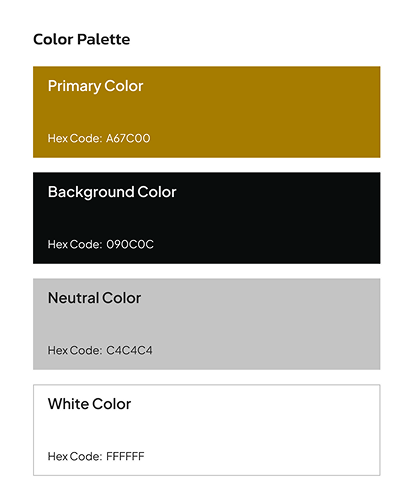 Color Palette
Primary Color
Hex Code: A67C00
Background Color
Hex Code: 090C0C
Neutral Color
Hex Code: C4C4C4
White Color
Hex Code: FFFFFF